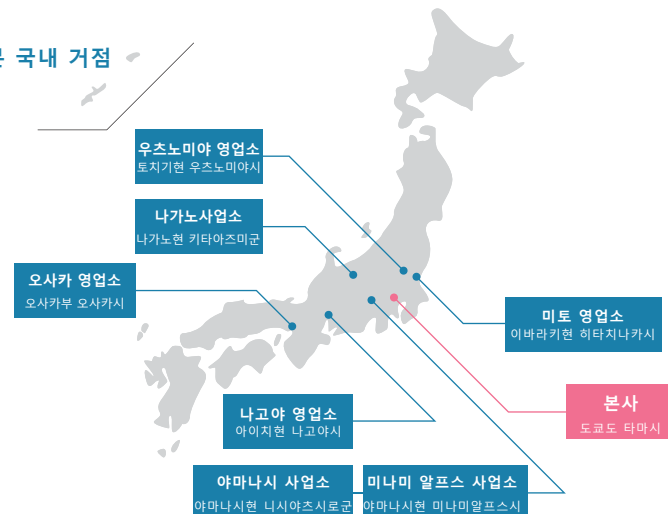 국내 거점
우츠노미야 영업소
토치기현 우츠노미야시
나가노사업소
나가노현 키타아즈미군
오사카 영업소
오사카부 오사카시
미토 영업소
이바라키현 히타치나카시
본사
도쿄도 타마시
나고야 영업소
아이치현 나고야시
야마나시 사업소
야마나시현 니시야츠시로군
미나미 알프스 사업소
야마나시현 미나미알프스시